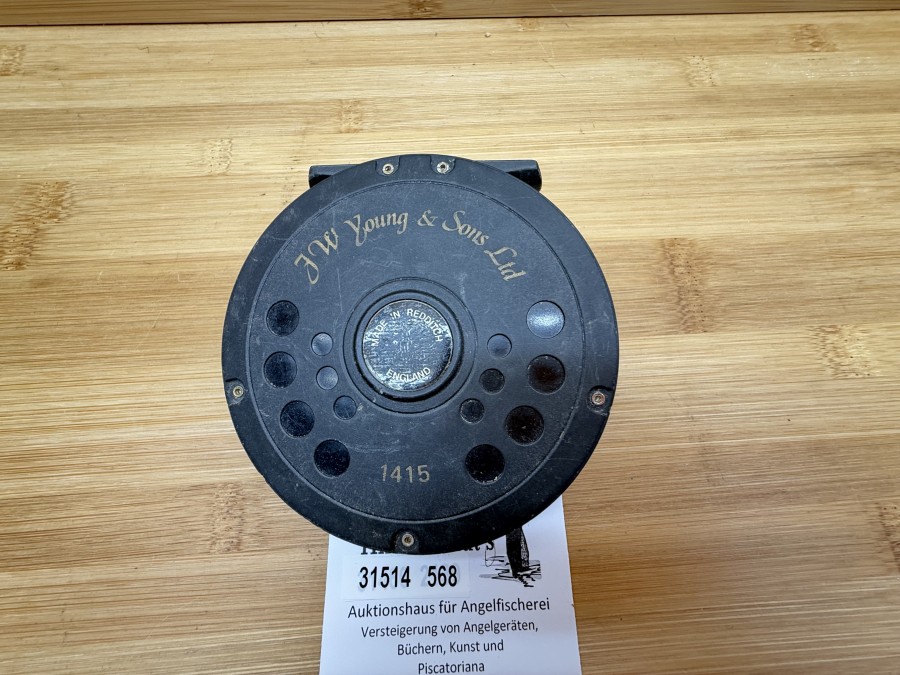 JW Young & Sons Ltd
MADE IN REDDITCH
ENGLAND
1415
31514 568
Auktionshaus für Angelfischerei
Versteigerung von Angelgeräten,
Büchern, Kunst und
Piscatoriana